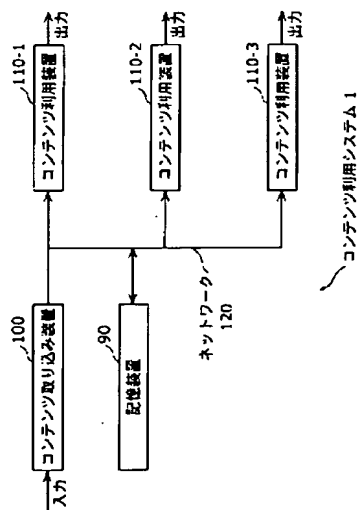 入力
100
コンテンツ取り込み装置
90
記憶装置
ネットワーク
120
110-1
コンテンツ利用装置
出力
110-2
コンテンツ利用装置
出力
110-3
コンテンツ利用装置
出力
コンテンツ利用システム 1